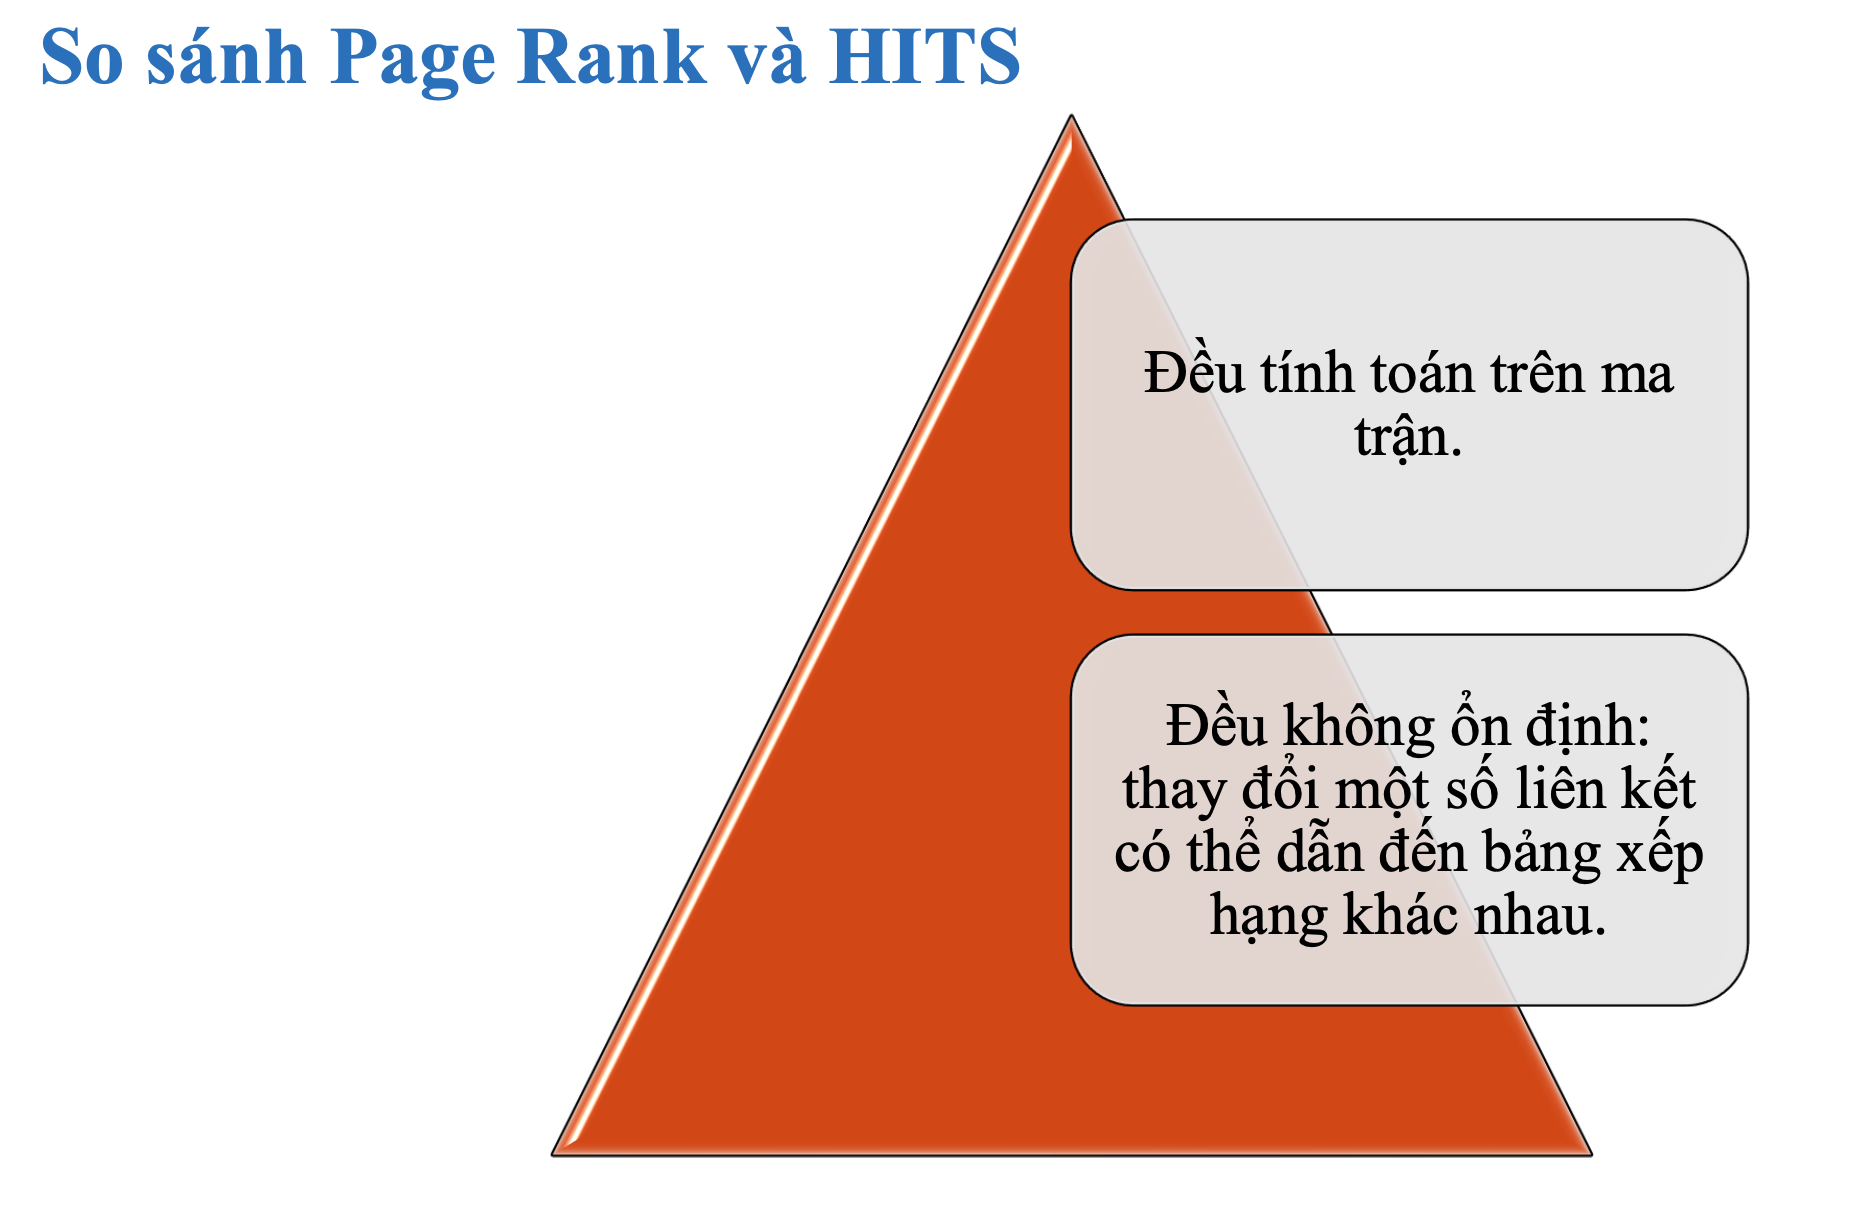 So sánh Page Rank và HITS
Đều tính toán trên ma
trận.
Đều không ổn định:
thay đổi một số liên kết
có thể dẫn đến bảng xếp
hạng khác nhau.